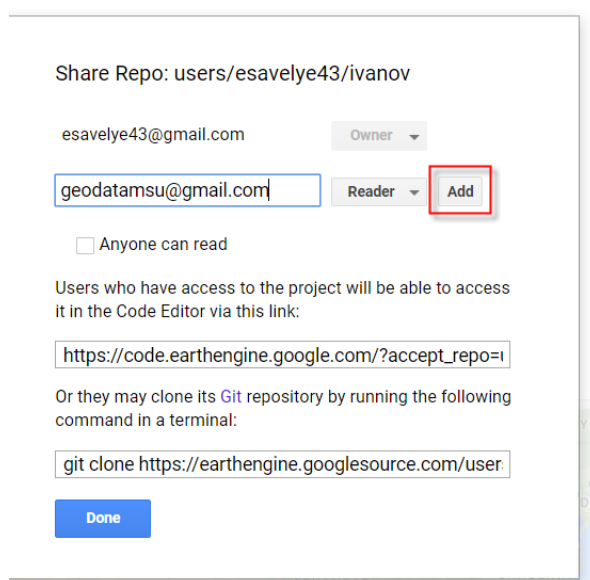 Share Repo: users/esavelye43/ivanov
esavelye43@gmail.com Owner
geodatamsu@gmail.com Reader Add
Anyone can read
Users who have access to the project will be able to access
it in the Code Editor via this link:
https://code.earthengine.google.com/?accept_repo=
Or they may clone its Git repository by running the following
command in a terminal:
git clone https://earthengine.googlesource.com/user
Done